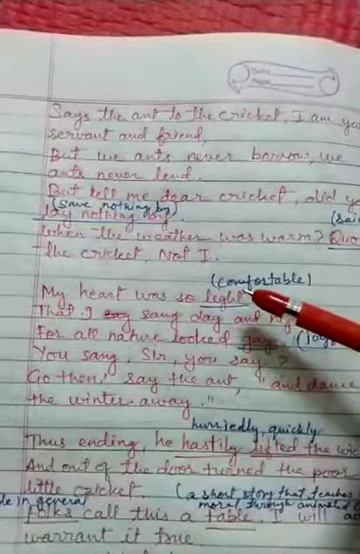 Says the ant to the cricket, I am
servant and friend,
But we ants never borrow, we
ants never lend.
But tell me dear cricket, did
(save nothing by)
Lay nothing by
When the weather was warm?
the cricket, Not I.
(comfortable)
My heart was so light
That I sang day and
For all nature looked gay.
You sang, Sir, you say?
Go then, say the ant, "and dance
the winter away."
hurriedly, quickly
Thus ending, he hastily lifted the
And out of the door turned the poor
little cricket. (a short story that teaches
in general moral through
Folks call this a fable. I will
warrant it true